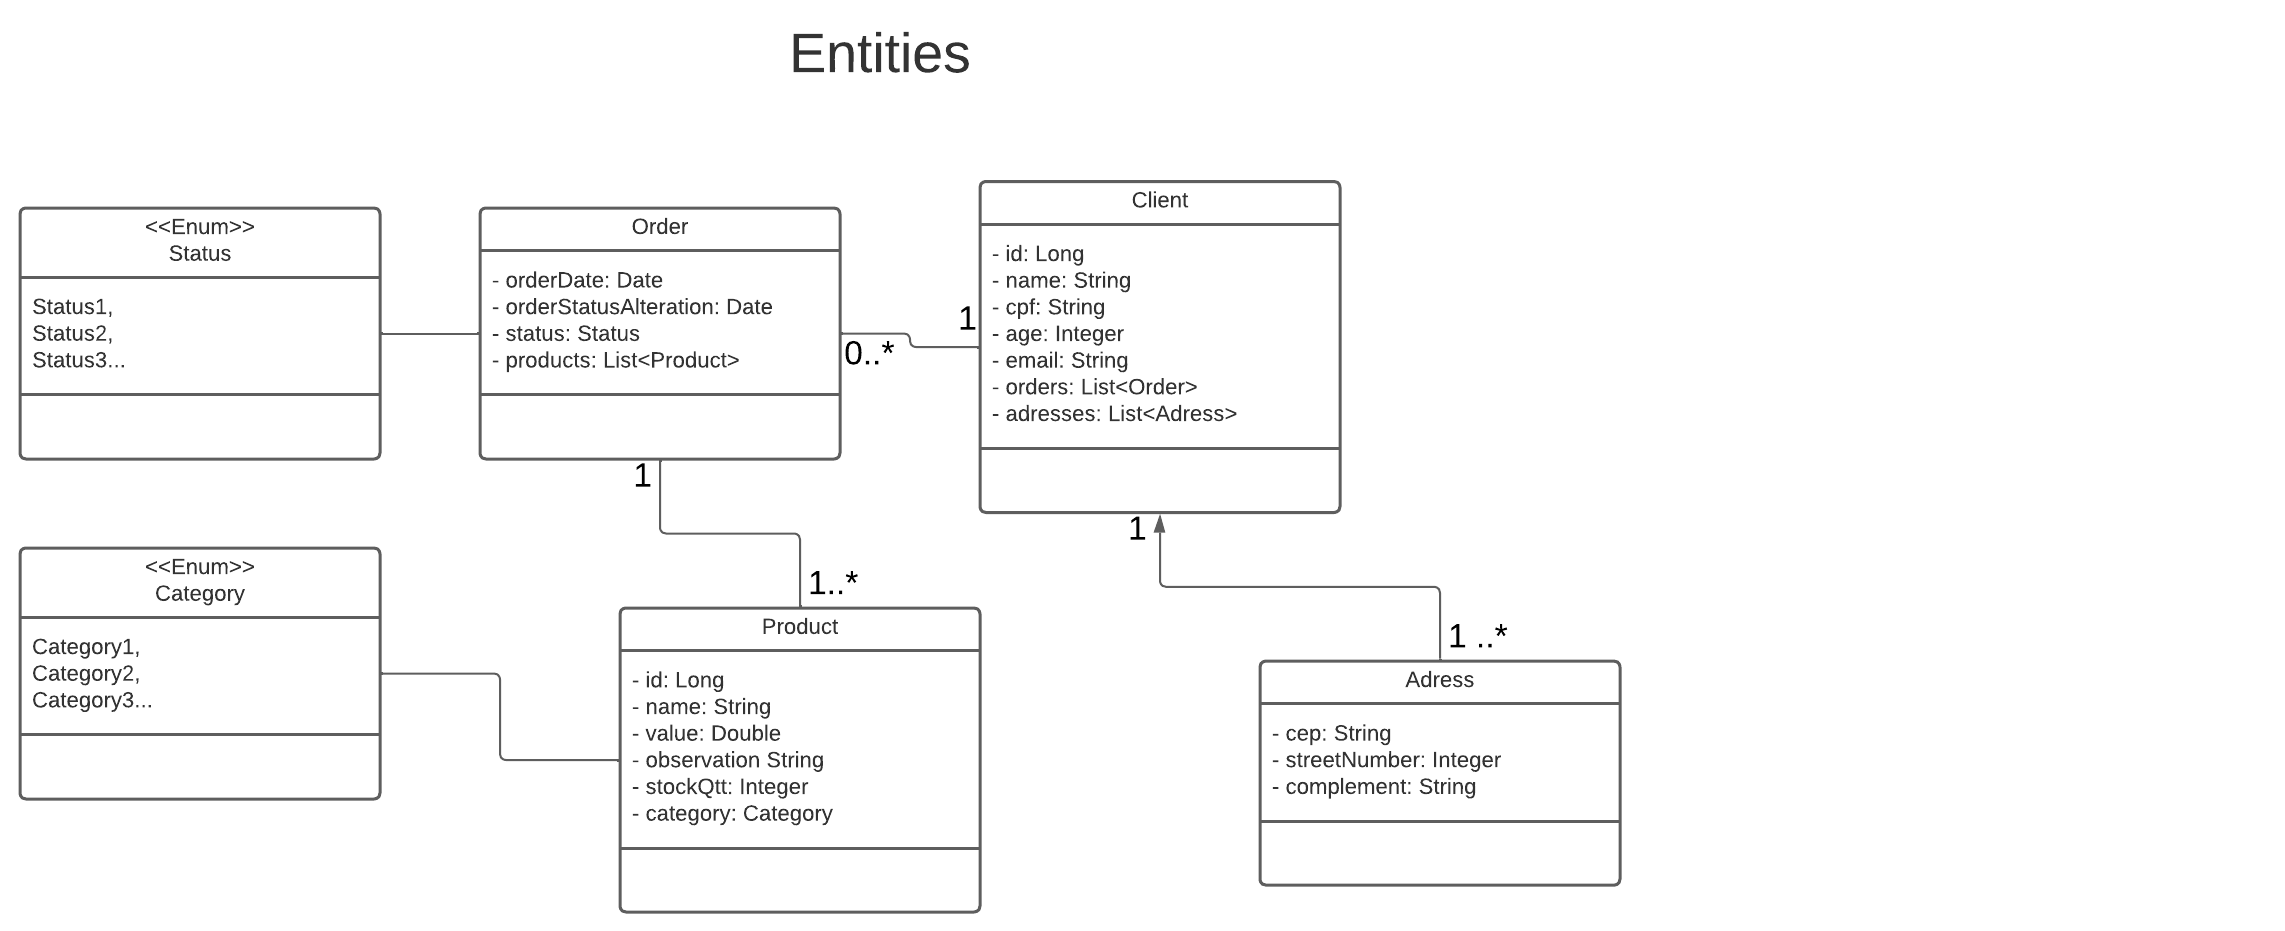 Entities
<<Enum>>
Status
Status1,
Status2,
Status3...
Order
- orderDate: Date
- orderStatusAlteration: Date
- status: Status
- products: List<Product>
1
0..*
Client
- id: Long
- name: String
- cpf: String
- age: Integer
- email: String
- orders: List<Order>
- adresses: List<Adress>
1
1..*
1
1 ..*
<<Enum>>
Category
Category1,
Category2,
Category3...
Product
- id: Long
- name: String
- value: Double
- observation String
- stockQtt: Integer
- category: Category
Adress
- cep: String
- streetNumber: Integer
- complement: String